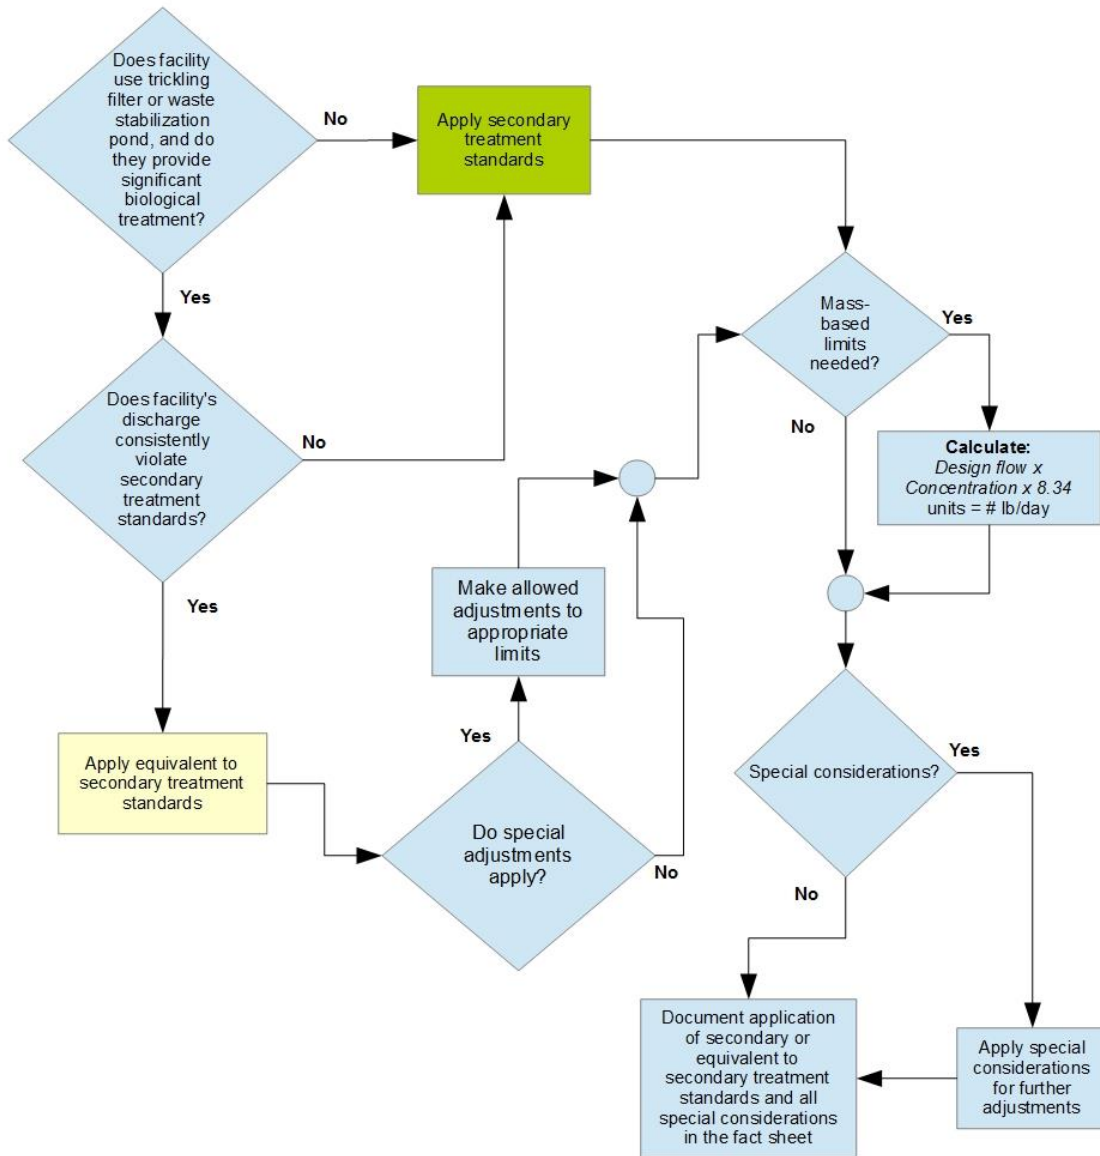 Does facility
use trickling
filter or waste
stabilization
pond, and do
they provide
significant
biological
treatment?
No
Apply secondary
treatment
standards
Yes
Mass-
based
limits
needed?
Yes
No
Calculate:
Design flow x
Concentration x 8.34
units = # lb/day
Does facility's
discharge
consistently
violate
secondary
treatment
standards?
No
Yes
Make allowed
adjustments to
appropriate
limits
Yes
Apply equivalent to
secondary treatment
standards
Do special
adjustments
apply?
No
Special considerations?
Yes
No
Document application
of secondary or
equivalent to
secondary treatment
standards and all
special considerations
in the fact sheet
Apply special
considerations
for further
adjustments